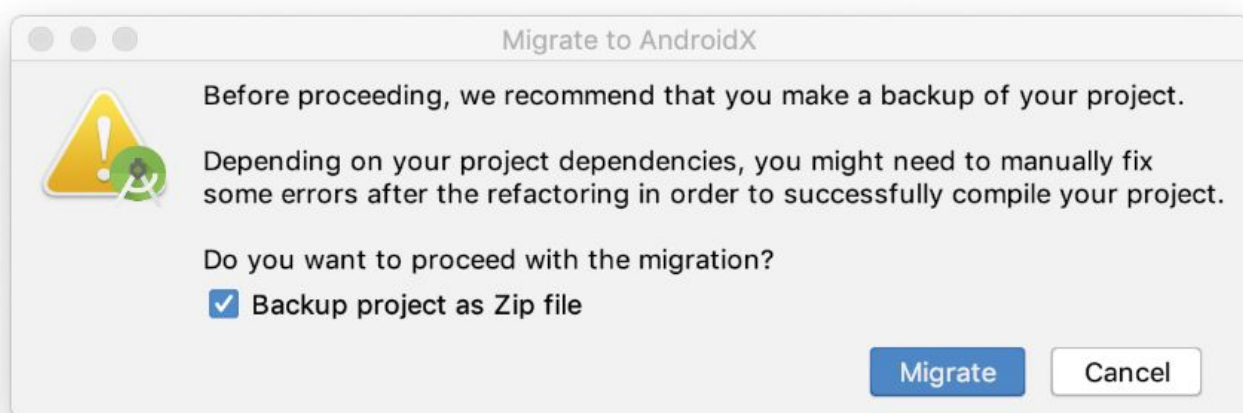 Migrate to AndroidX
Before proceeding, we recommend that you make a backup of your project.
Depending on your project dependencies, you might need to manually fix
some errors after the refactoring in order to successfully compile your project.
Do you want to proceed with the migration?
Backup project as Zip file
Migrate
Cancel